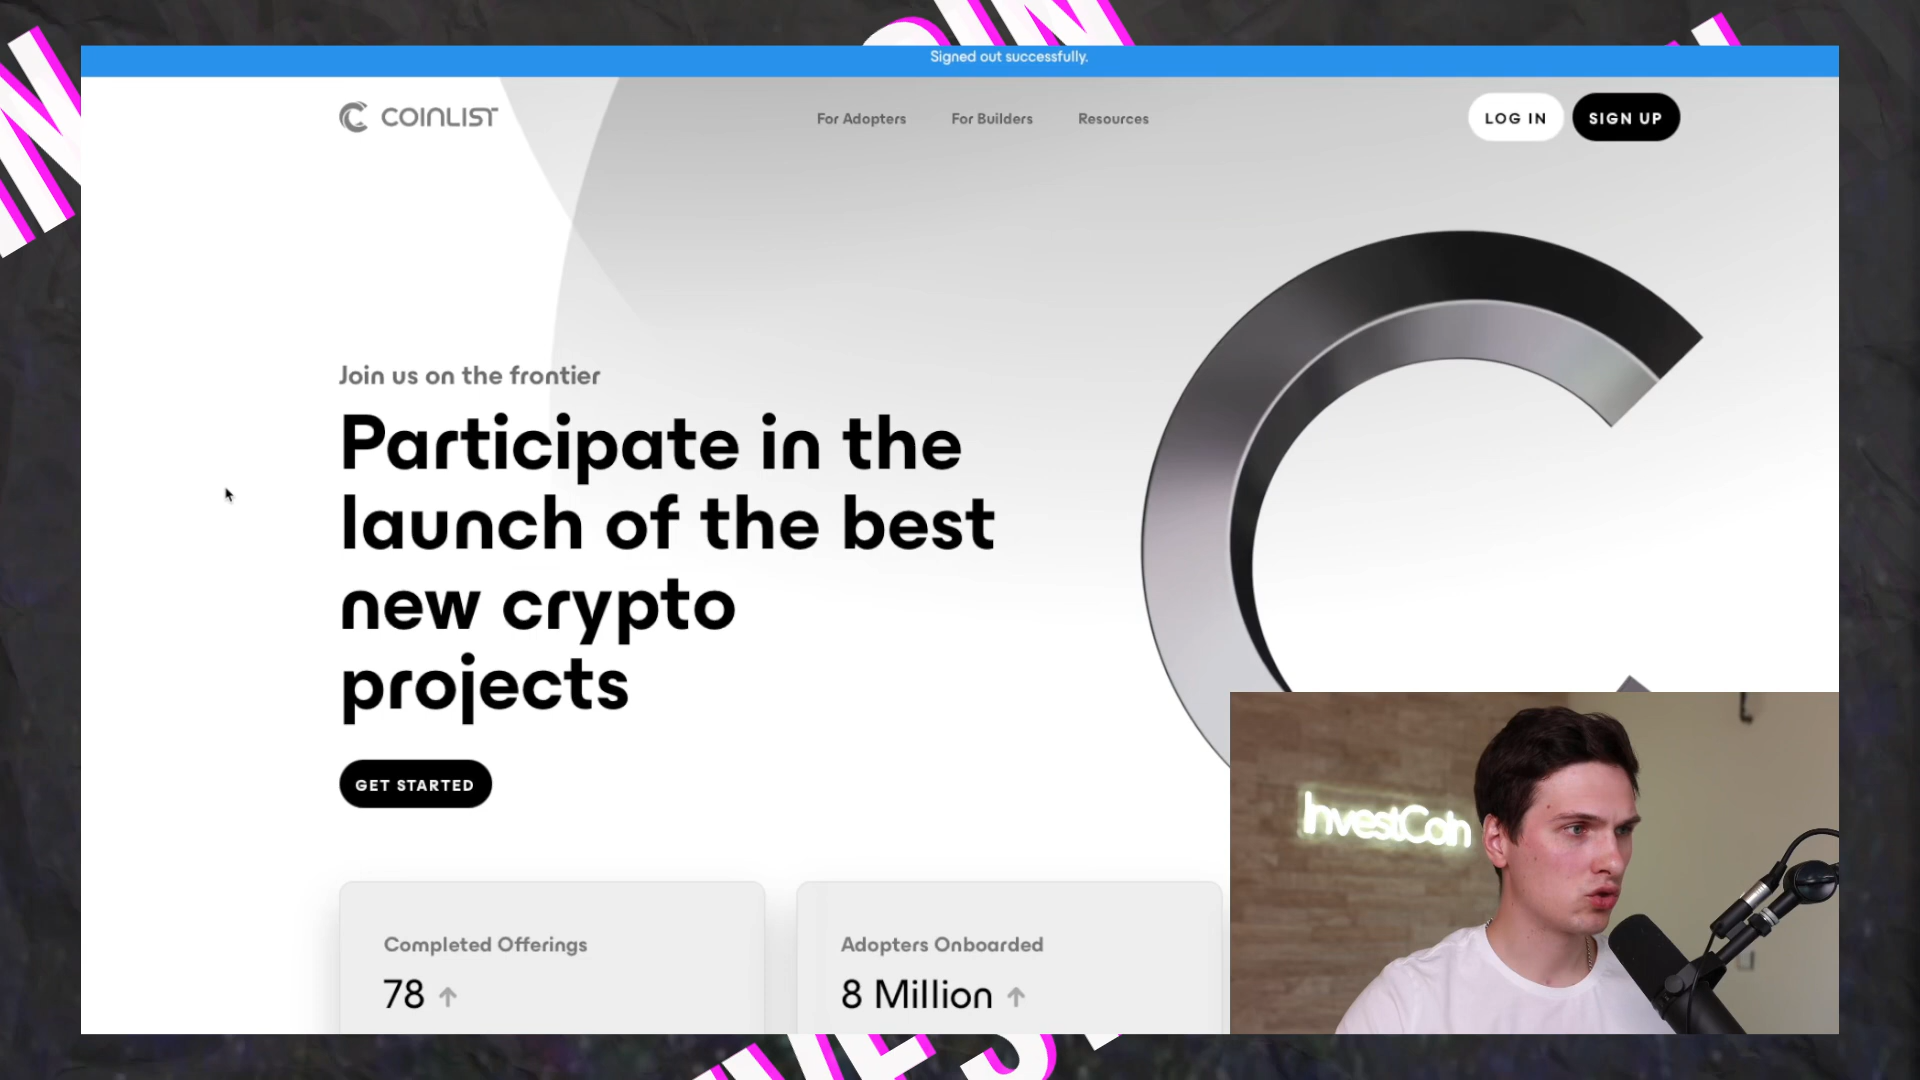 Signed out successfully.
COINLIST
For Adopters
For Builders
Resources
LOG IN
SIGN UP
Join us on the frontier
Participate in the
launch of the best
new crypto
projects
GET STARTED
Completed Offerings
78
Adopters Onboarded
8 Million
InvestCoin